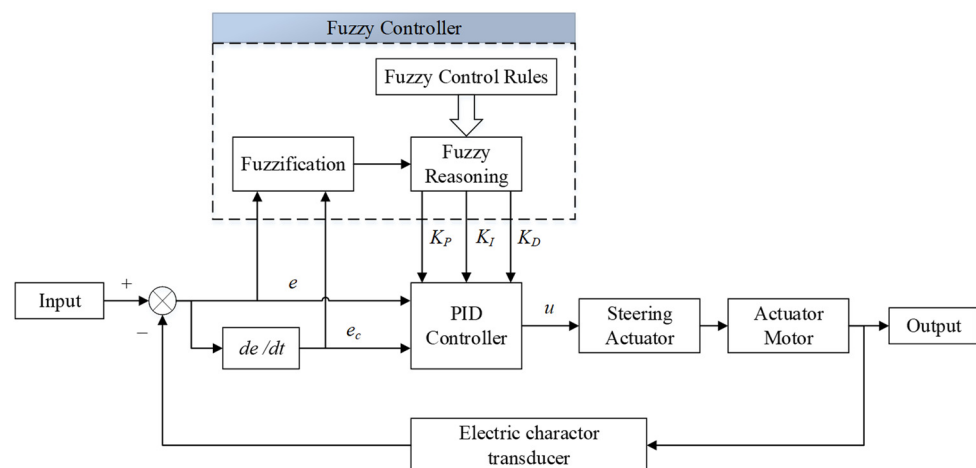 Fuzzy Controller
Fuzzy Control Rules
Fuzzification
Fuzzy
Reasoning
K_P
K_I
K_D
Input
+
−
e
de/dt
e_c
PID
Controller
u
Steering
Actuator
Actuator
Motor
Output
Electric charactor
transducer